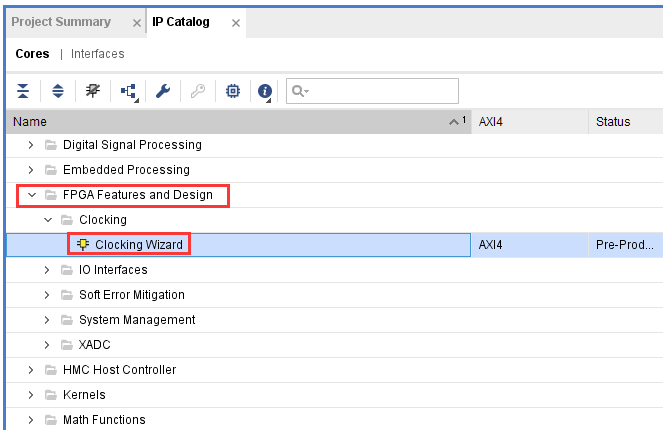 Project Summary × IP Catalog ×
Cores | Interfaces
Name 1 AXI4 Status
Digital Signal Processing
Embedded Processing
FPGA Features and Design
Clocking
Clocking Wizard AXI4 Pre-Prod...
IO Interfaces
Soft Error Mitigation
System Management
XADC
HMC Host Controller
Kernels
Math Functions